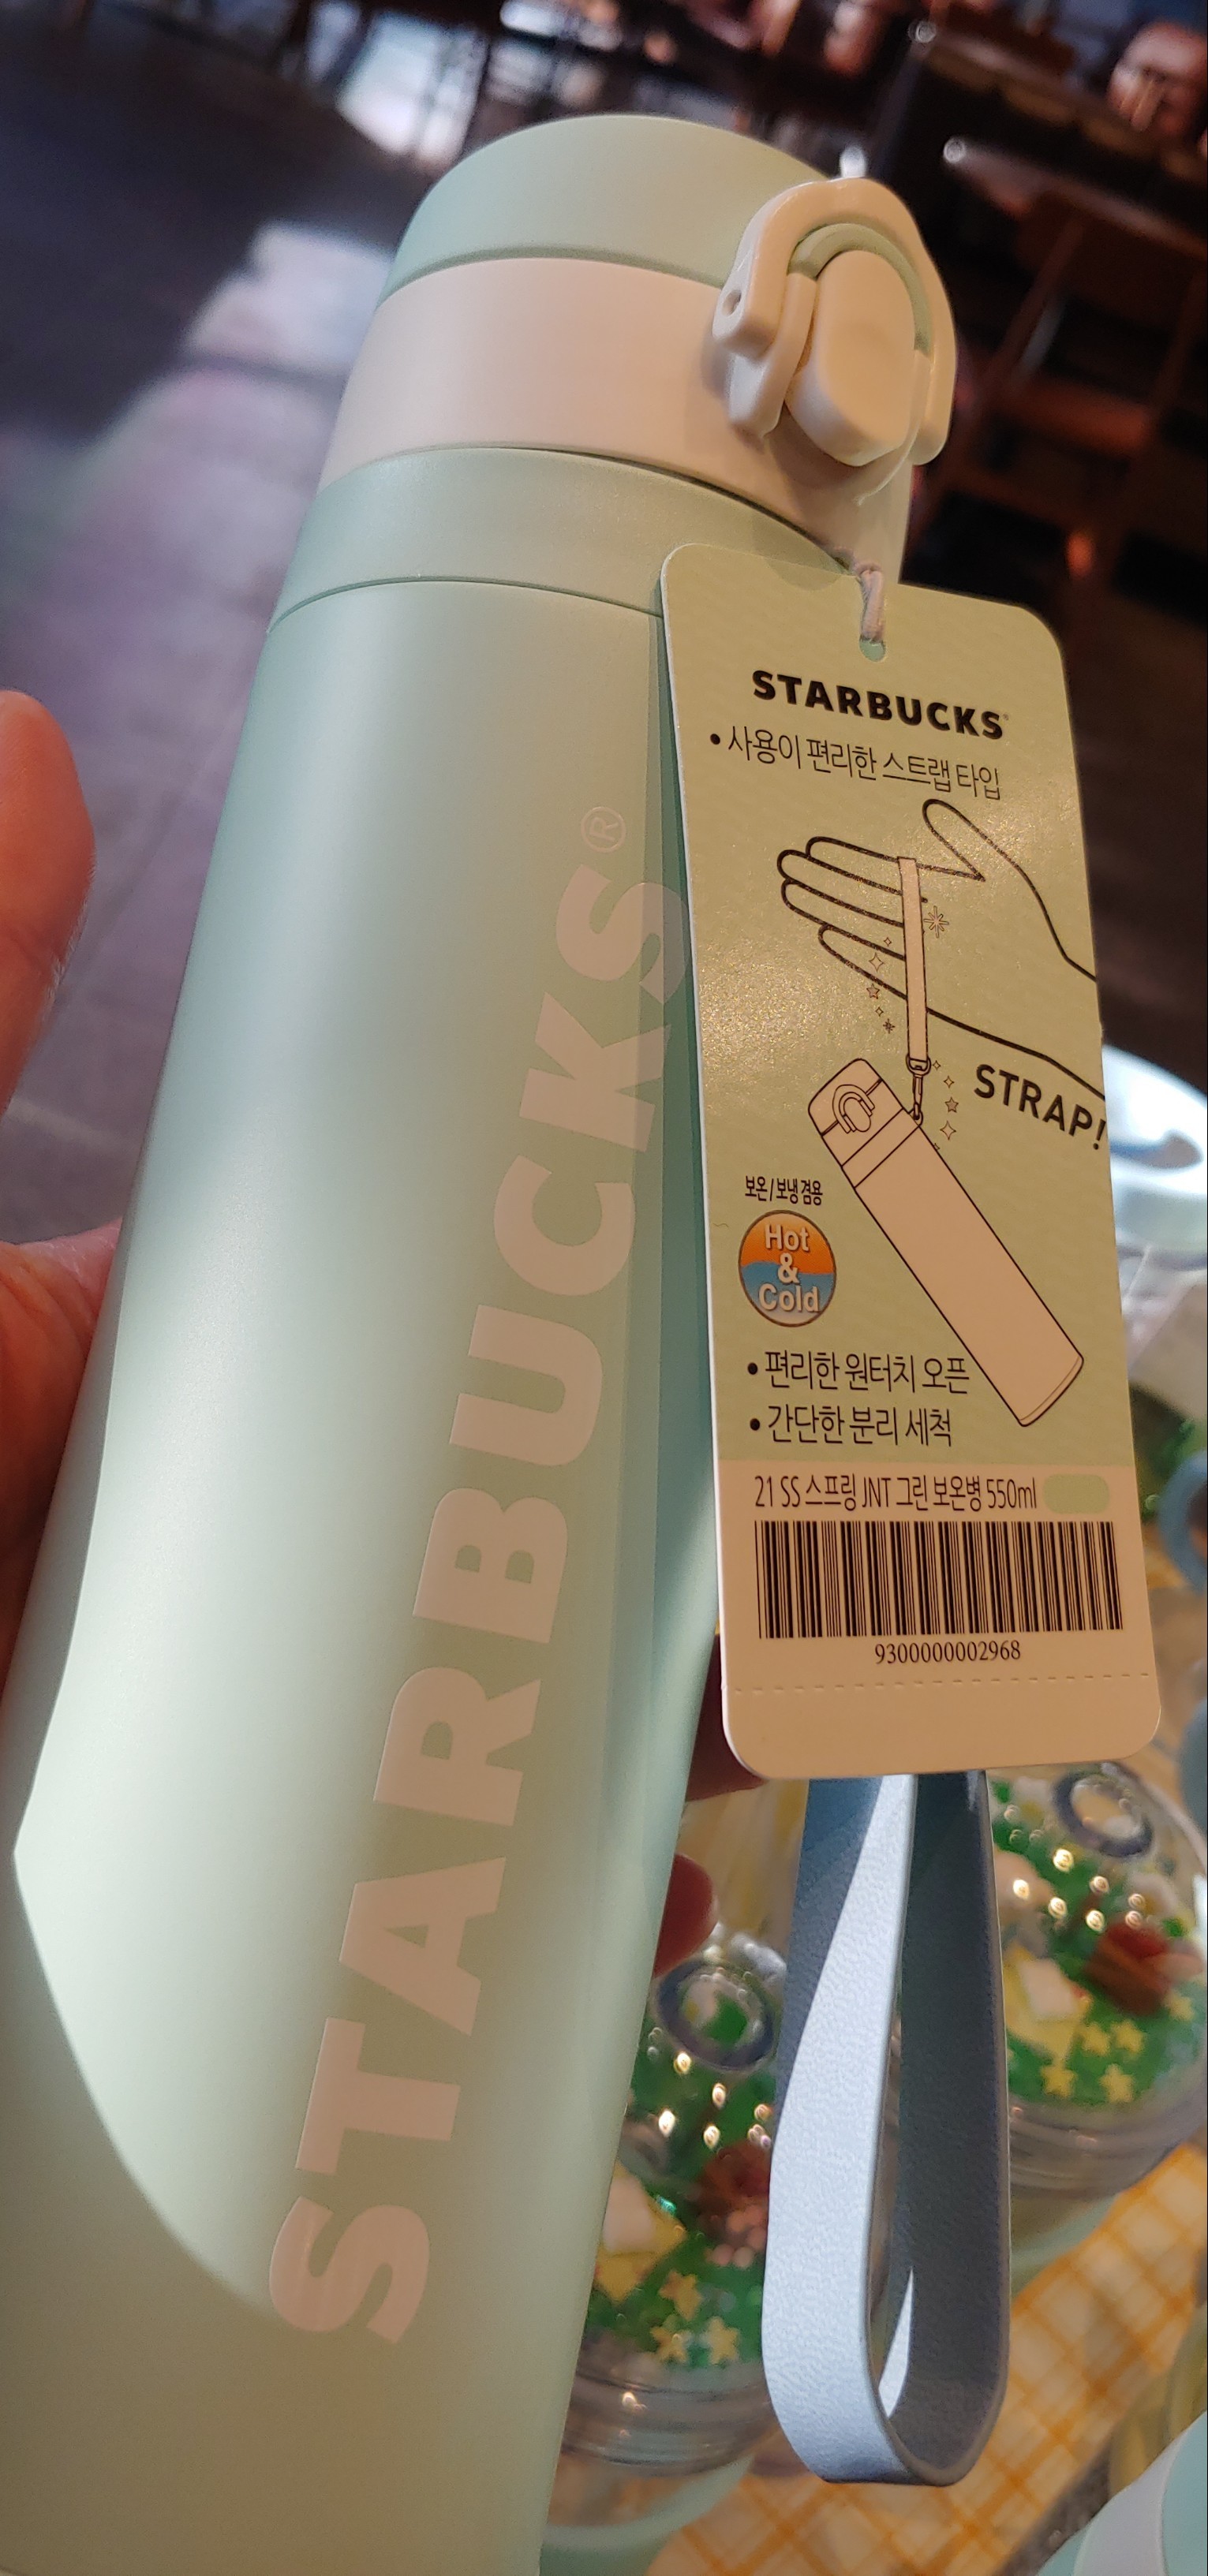 STARBUCKS®
STARBUCKS
• 사용이 편리한 스트랩 타입
STRAP!
보온/보냉 겸용
Hot
&
Cold
• 편리한 원터치 오픈
• 간단한 분리 세척
21 SS 스프링 JNT 그린 보온병 550ml
9300000002968